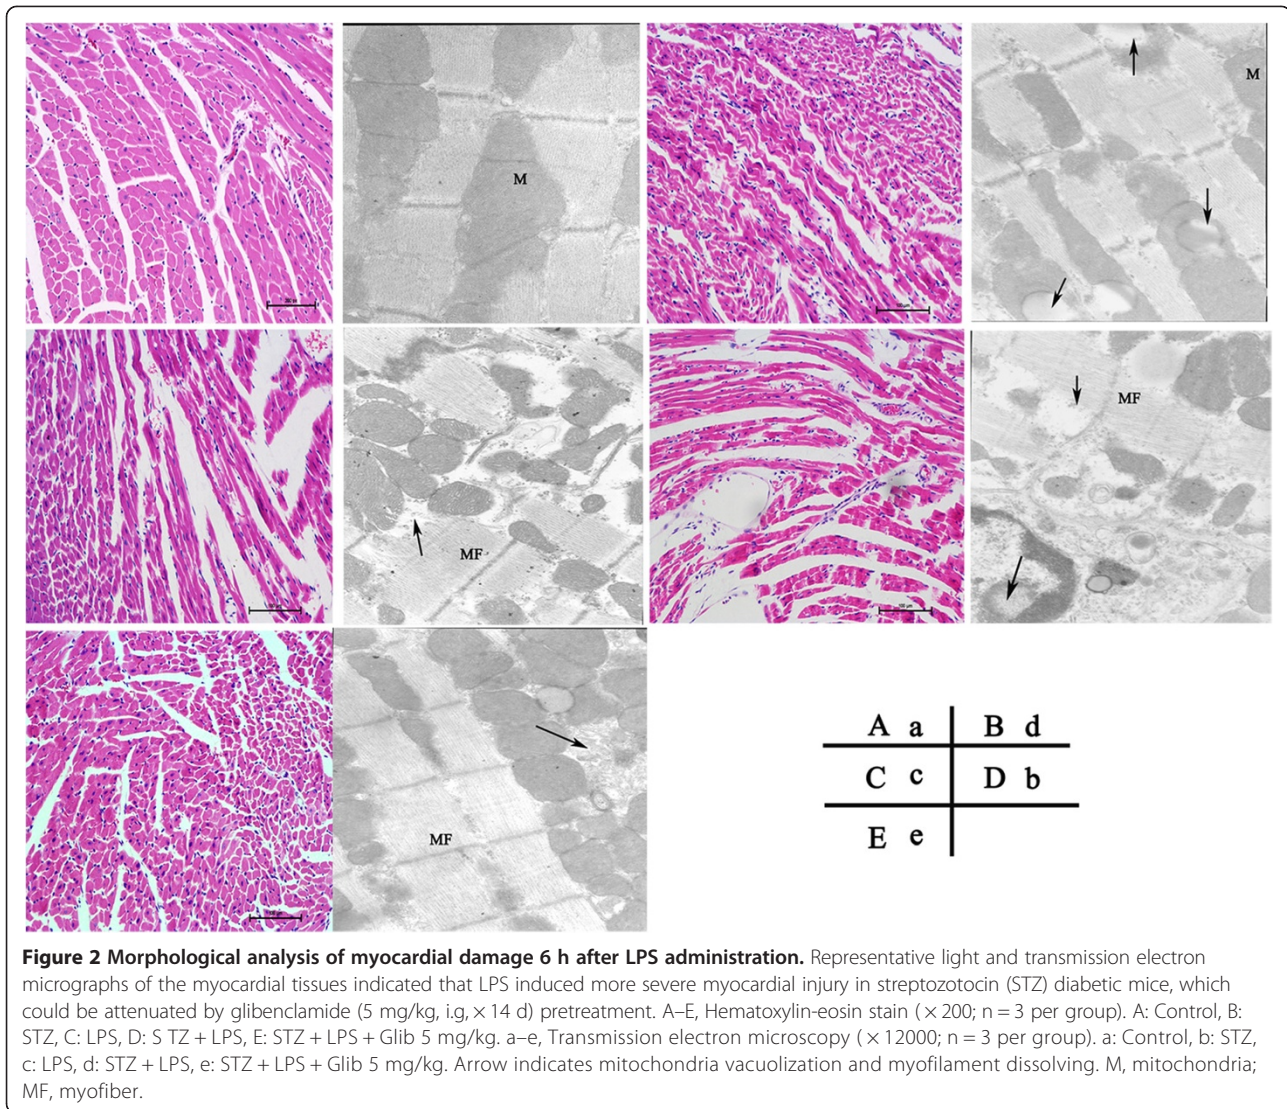 M
M
MF
MF
MF
A a B d
C c D b
E e
Figure 2 Morphological analysis of myocardial damage 6 h after LPS administration. Representative light and transmission electron
micrographs of the myocardial tissues indicated that LPS induced more severe myocardial injury in streptozotocin (STZ) diabetic mice, which
could be attenuated by glibenclamide (5 mg/kg, i.g, × 14 d) pretreatment. A–E, Hematoxylin-eosin stain (× 200; n = 3 per group). A: Control, B:
STZ, C: LPS, D: S TZ + LPS, E: STZ + LPS + Glib 5 mg/kg. a–e, Transmission electron microscopy (× 12000; n = 3 per group). a: Control, b: STZ,
c: LPS, d: STZ + LPS, e: STZ + LPS + Glib 5 mg/kg. Arrow indicates mitochondria vacuolization and myofilament dissolving. M, mitochondria;
MF, myofiber.